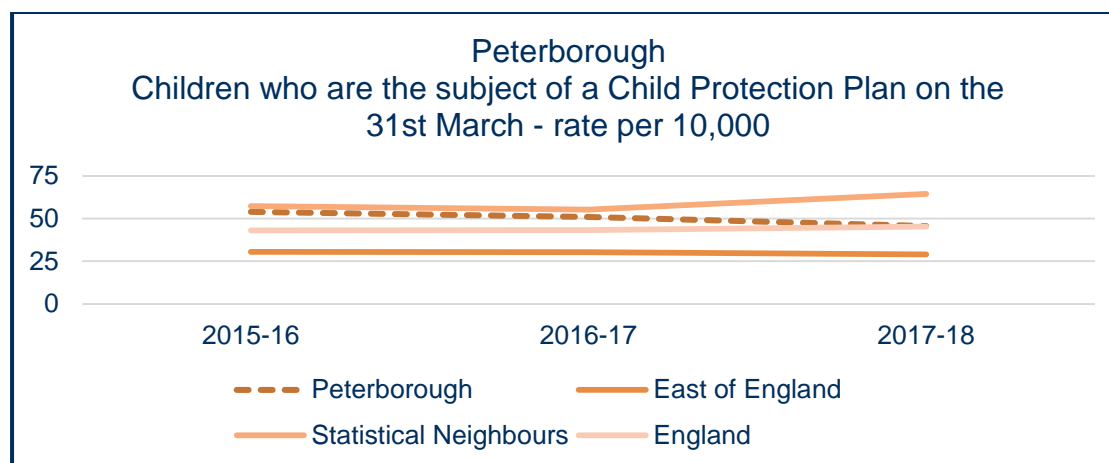 Peterborough
Children who are the subject of a Child Protection Plan on the
31st March - rate per 10,000
75
50
25
0
2015-16 2016-17 2017-18
Peterborough East of England
Statistical Neighbours England